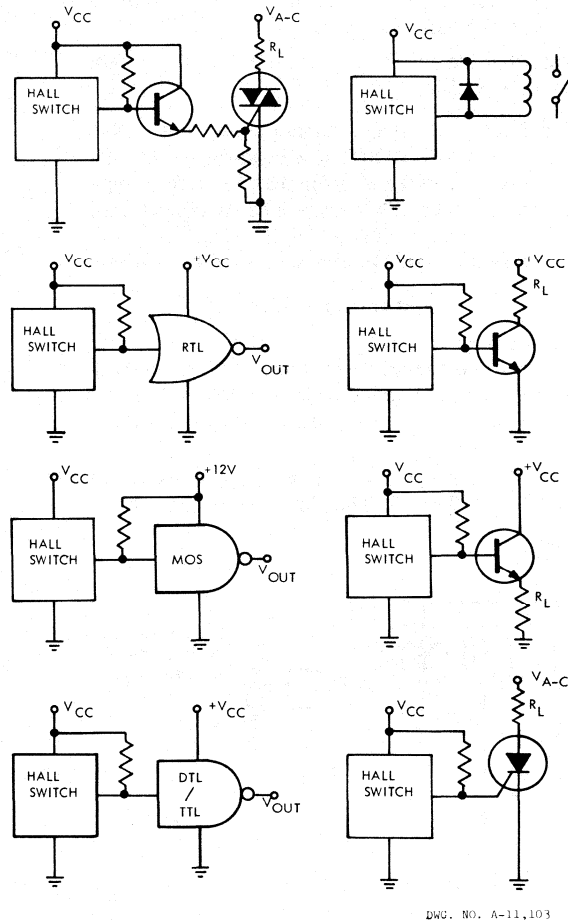 VCC
HALL
SWITCH
VA-C
RL
VCC
HALL
SWITCH
VCC
HALL
SWITCH
+VCC
RTL
VOUT
VCC
HALL
SWITCH
+VCC
RL
VCC
HALL
SWITCH
+12V
MOS
VOUT
VCC
HALL
SWITCH
+VCC
RL
VCC
HALL
SWITCH
+VCC
DTL
/
TTL
VOUT
VCC
HALL
SWITCH
VA-C
RL
DWG. NO. A-11,103